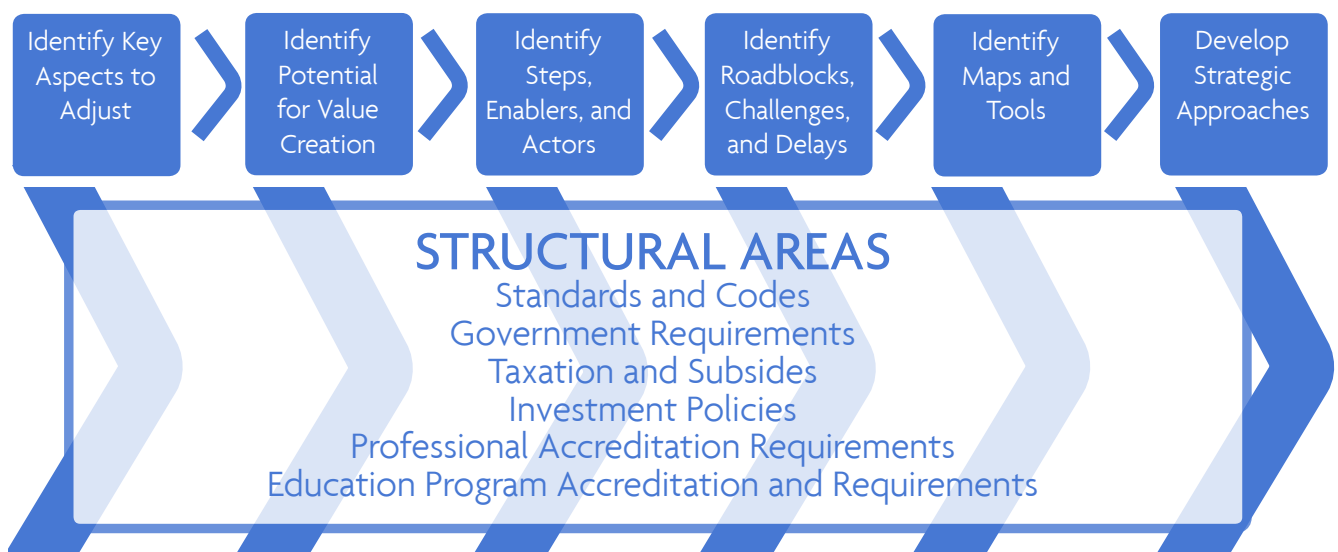 Identify Key
Aspects to
Adjust
Identify
Potential
for Value
Creation
Identify
Steps,
Enablers, and
Actors
Identify
Roadblocks,
Challenges,
and Delays
Identify
Maps and
Tools
Develop
Strategic
Approaches
STRUCTURAL AREAS
Standards and Codes
Government Requirements
Taxation and Subsides
Investment Policies
Professional Accreditation Requirements
Education Program Accreditation and Requirements